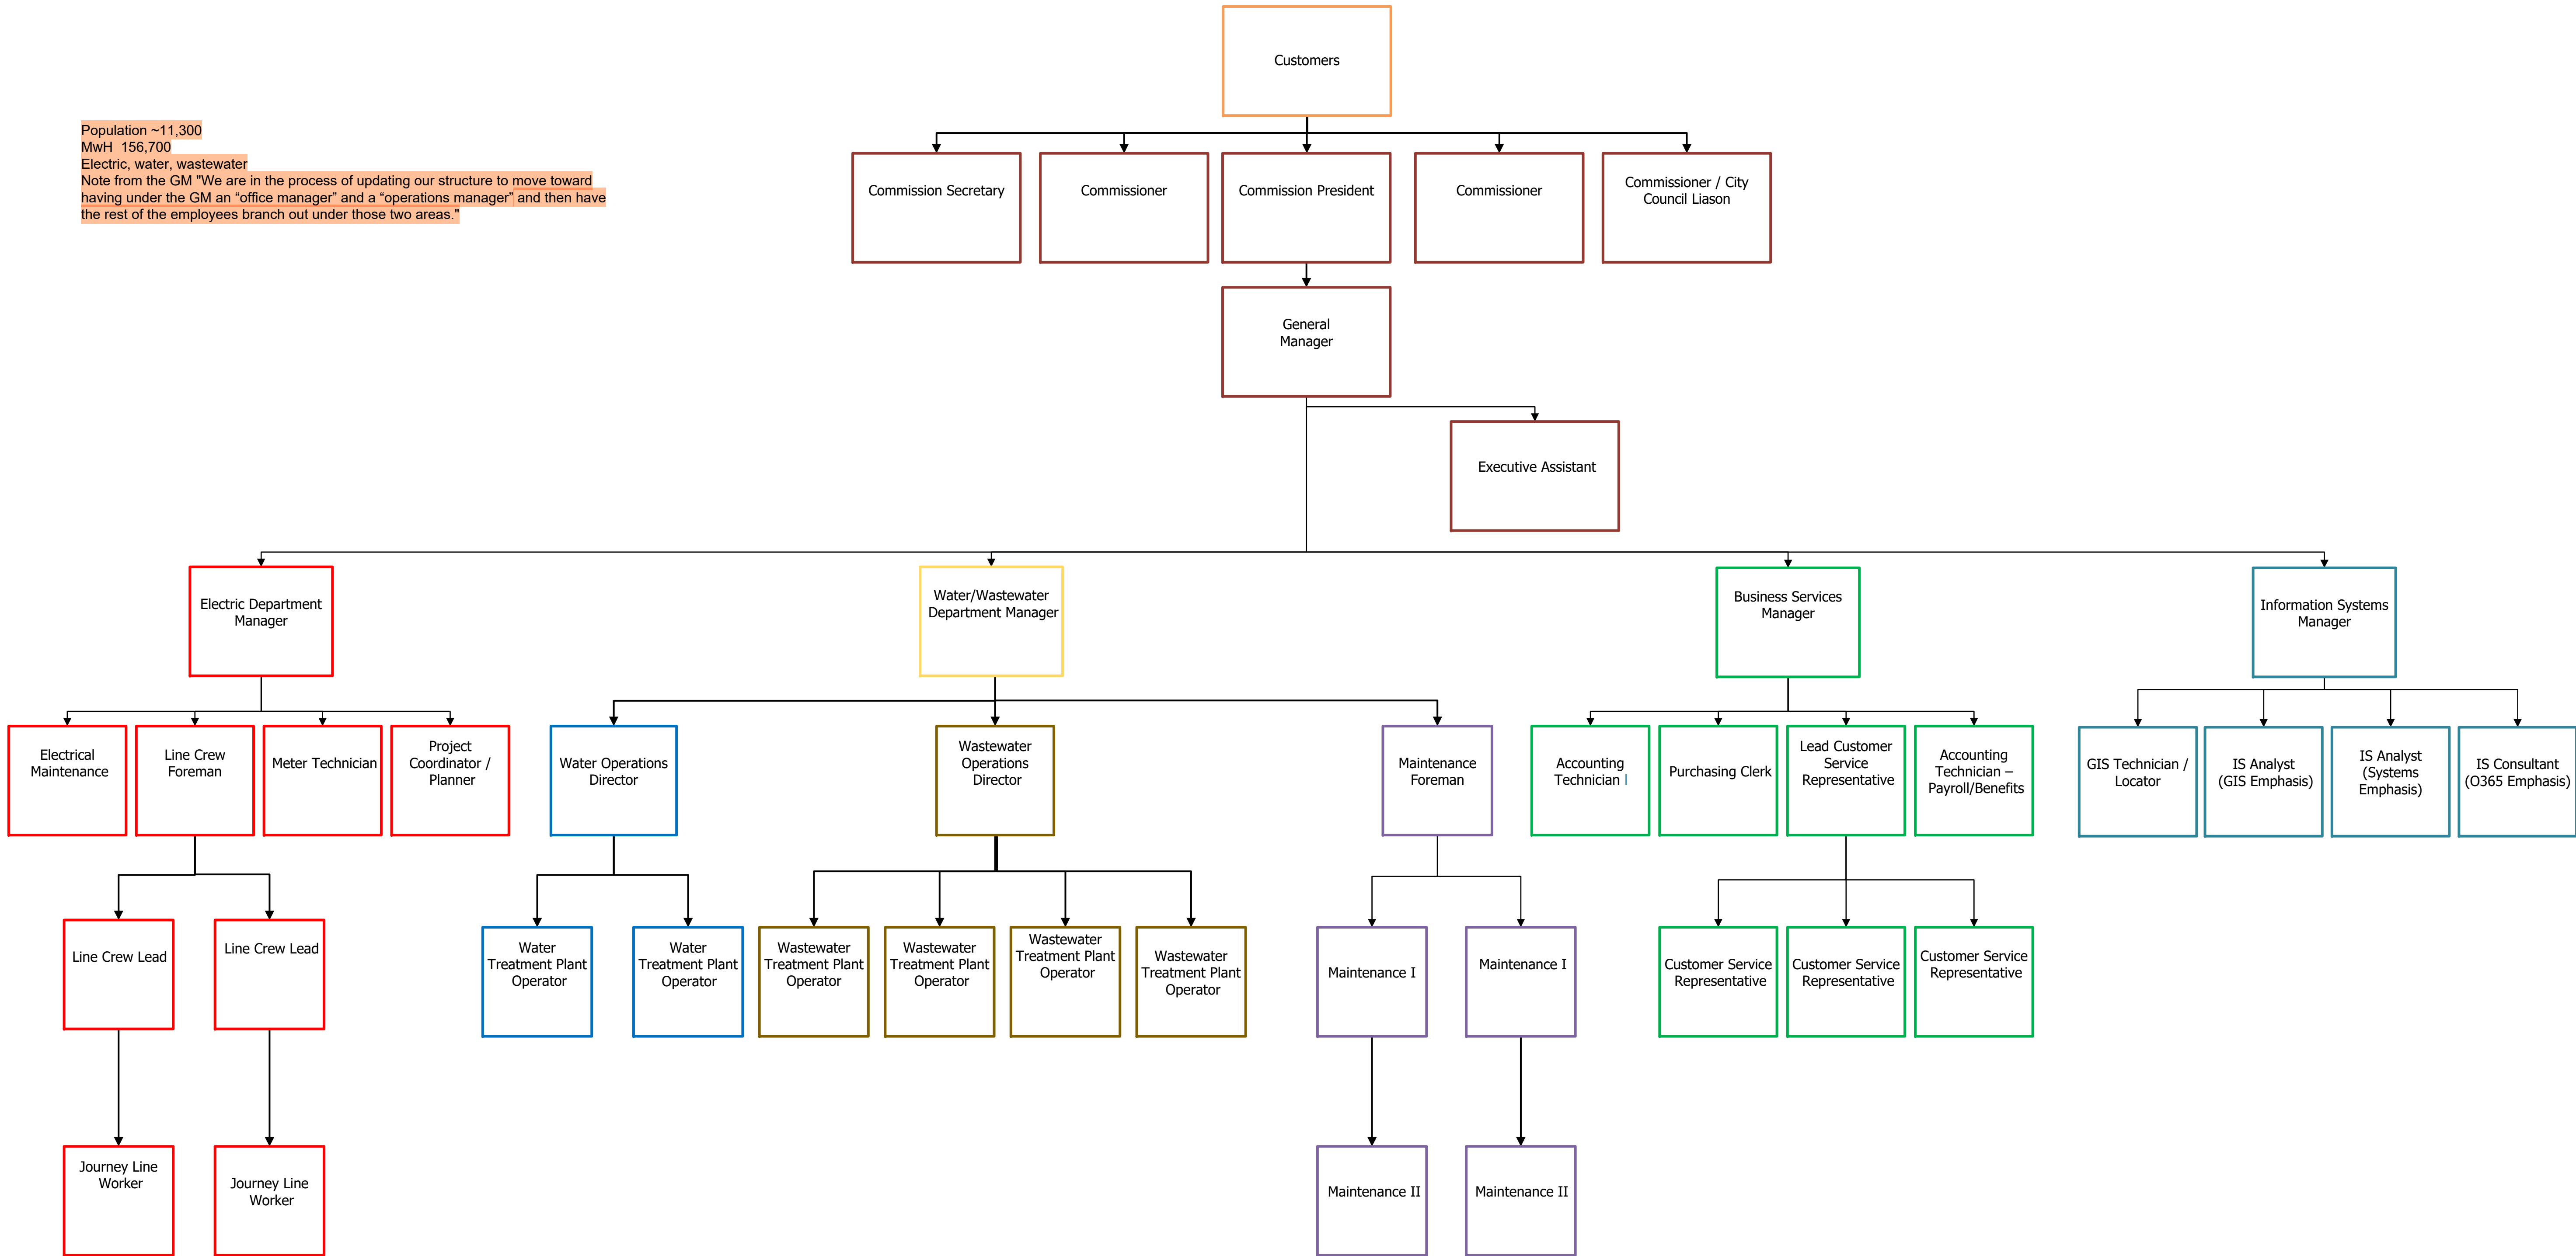 Customers
Population ~11,300
MwH  156,700
Electric, water, wastewater
Note from the GM "We are in the process of updating our structure to move toward
having under the GM an “office manager” and a “operations manager” and then have
the rest of the employees branch out under those two areas."
Commission Secretary
Commissioner
Commission President
Commissioner
Commissioner / City
Council Liason
General
Manager
Executive Assistant
Electric Department
Manager
Water/Wastewater
Department Manager
Business Services
Manager
Information Systems
Manager
Electrical
Maintenance
Line Crew
Foreman
Meter Technician
Project
Coordinator /
Planner
Water Operations
Director
Wastewater
Operations
Director
Maintenance
Foreman
Accounting
Technician I
Purchasing Clerk
Lead Customer
Service
Representative
Accounting
Technician –
Payroll/Benefits
GIS Technician /
Locator
IS Analyst
(GIS Emphasis)
IS Analyst
(Systems
Emphasis)
IS Consultant
(O365 Emphasis)
Line Crew Lead
Line Crew Lead
Water
Treatment Plant
Operator
Water
Treatment Plant
Operator
Wastewater
Treatment Plant
Operator
Wastewater
Treatment Plant
Operator
Wastewater
Treatment Plant
Operator
Wastewater
Treatment Plant
Operator
Maintenance I
Maintenance I
Customer Service
Representative
Customer Service
Representative
Customer Service
Representative
Journey Line
Worker
Journey Line
Worker
Maintenance II
Maintenance II